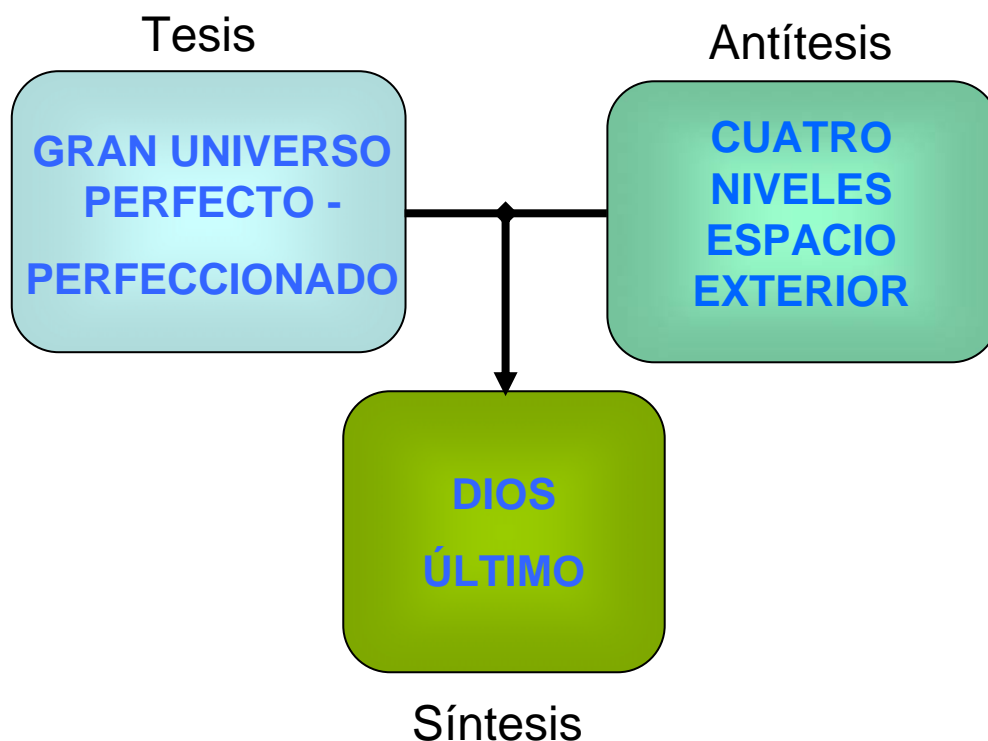 Tesis
Antítesis
GRAN UNIVERSO
PERFECTO -
PERFECCIONADO
CUATRO
NIVELES
ESPACIO
EXTERIOR
DIOS
ÚLTIMO
Síntesis